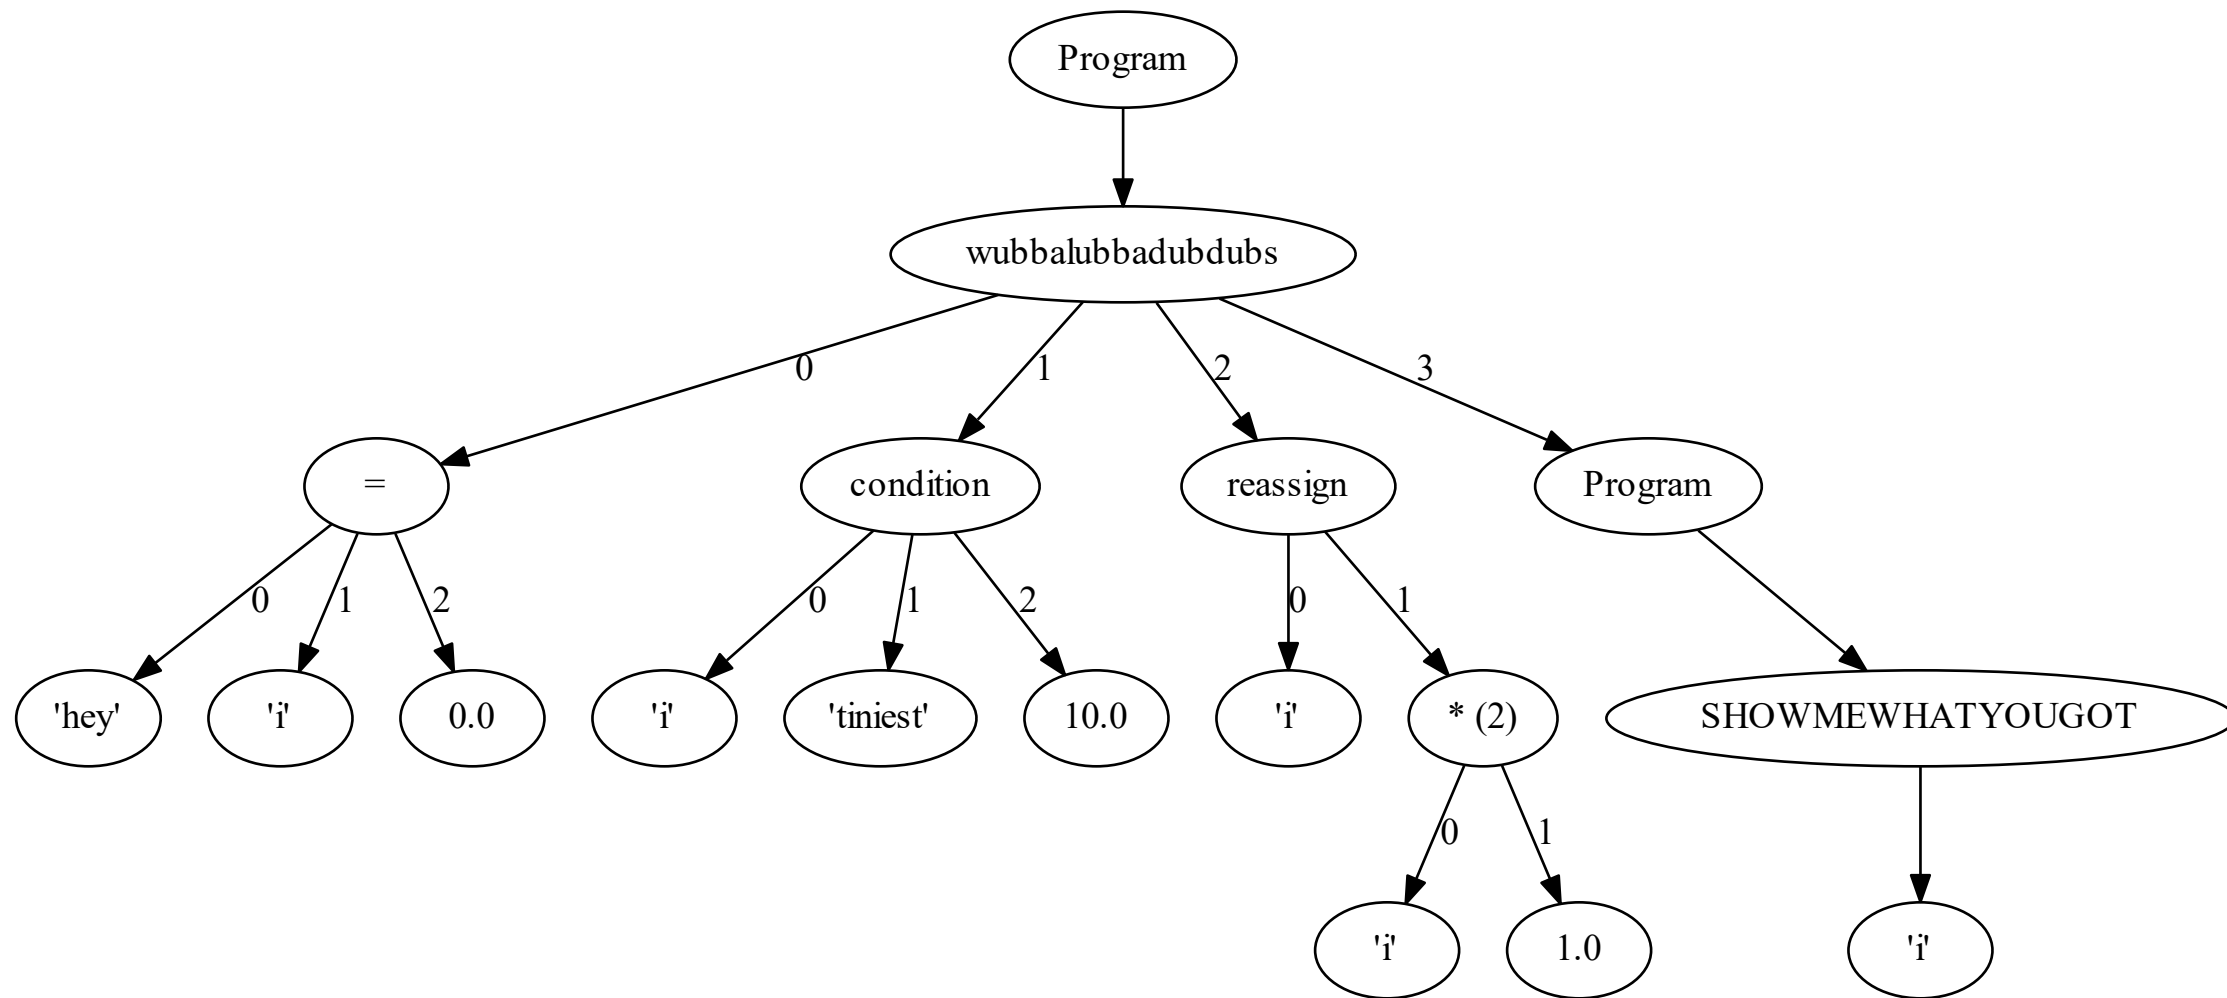 Program
wubbalubbadubdubs
0
1
2
3
=
condition
reassign
Program
0
1
2
0
1
2
0
1
'hey'
'i'
0.0
'i'
'tiniest'
10.0
'i'
* (2)
SHOWMEWHATYOUGOT
0
1
'i'
1.0
'i'